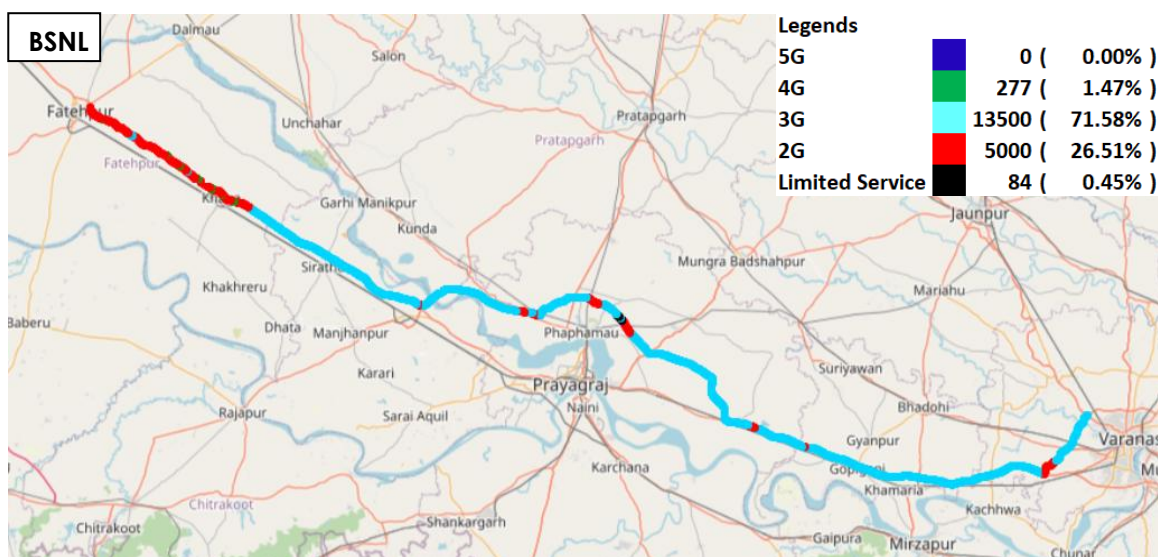 BSNL
Legends
5G 0 ( 0.00% )
4G 277 ( 1.47% )
3G 13500 ( 71.58% )
2G 5000 ( 26.51% )
Limited Service 84 ( 0.45% )
Dalmau
Salon
Fatehpur
Unchahar
Pratapgarh
Pratapgarh
Fatehpur
Jaunpur
Garhi Manikpur
Kunda
Mungra Badshahpur
Khakhreru
Mariahu
Baberu
Dhata
Manjhanpur
Phaphamau
Karari
Prayagraj
Suriyawan
Rajapur
Sarai Aquil
Naini
Bhadohi
Gyanpur
Varanas
Karchana
Khamaria
Kachhwa
Chitrakoot
Chitrakoot
Shankargarh
Gaipura
Mirzapur
Chunar